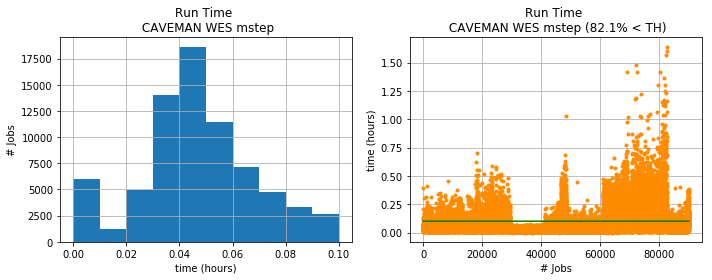 Run Time
CAVEMAN WES mstep
17500
15000
12500
10000
7500
5000
2500
0
# Jobs
0.00 0.02 0.04 0.06 0.08 0.10
time (hours)
Run Time
CAVEMAN WES mstep (82.1% < TH)
1.50
1.25
1.00
0.75
0.50
0.25
0.00
time (hours)
0 20000 40000 60000 80000
# Jobs